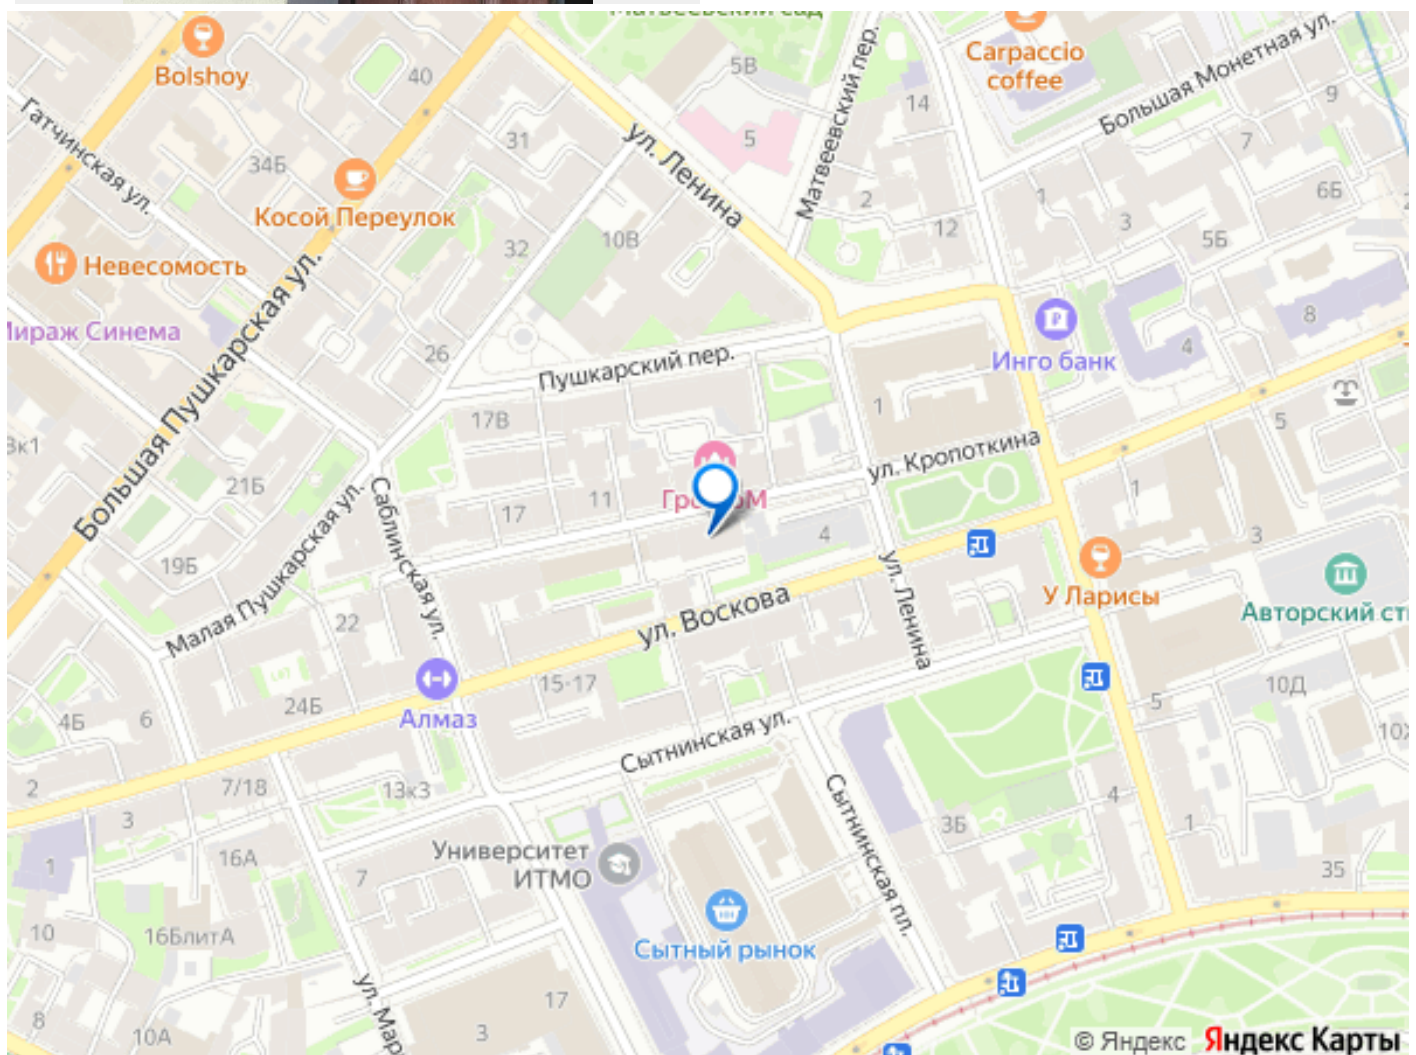 Матвеевский сад
Bolshoy
40
5В
14
Матвеевский пер.
Carpaccio
coffee
Большая Монетная ул.
9
7
Гатчинская ул.
34Б
31
5
ул. Ленина
Косой Переулок
32
10В
2
12
1
3
5Б
6Б
Невесомость
Большая Пушкарская ул.
26
Пушкарский пер.
Инго банк
4
8
17В
1
ул. Кропоткина
5
21Б
Малая Пушкарская ул.
Саблинская ул.
17
11
4
1
3
19Б
22
ул. Воскова
ул. Ленина
У Ларисы
24Б
Алмаз
15-17
4Б
6
Сытнинская ул.
5
10Д
2
7/18
13к3
3
Сытнинская пл.
3Б
4
1
1
16А
7
Университет
ИТМО
35
10
16БлитА
Сытный рынок
17
8
10А
3
© Яндекс
Яндекс Карты